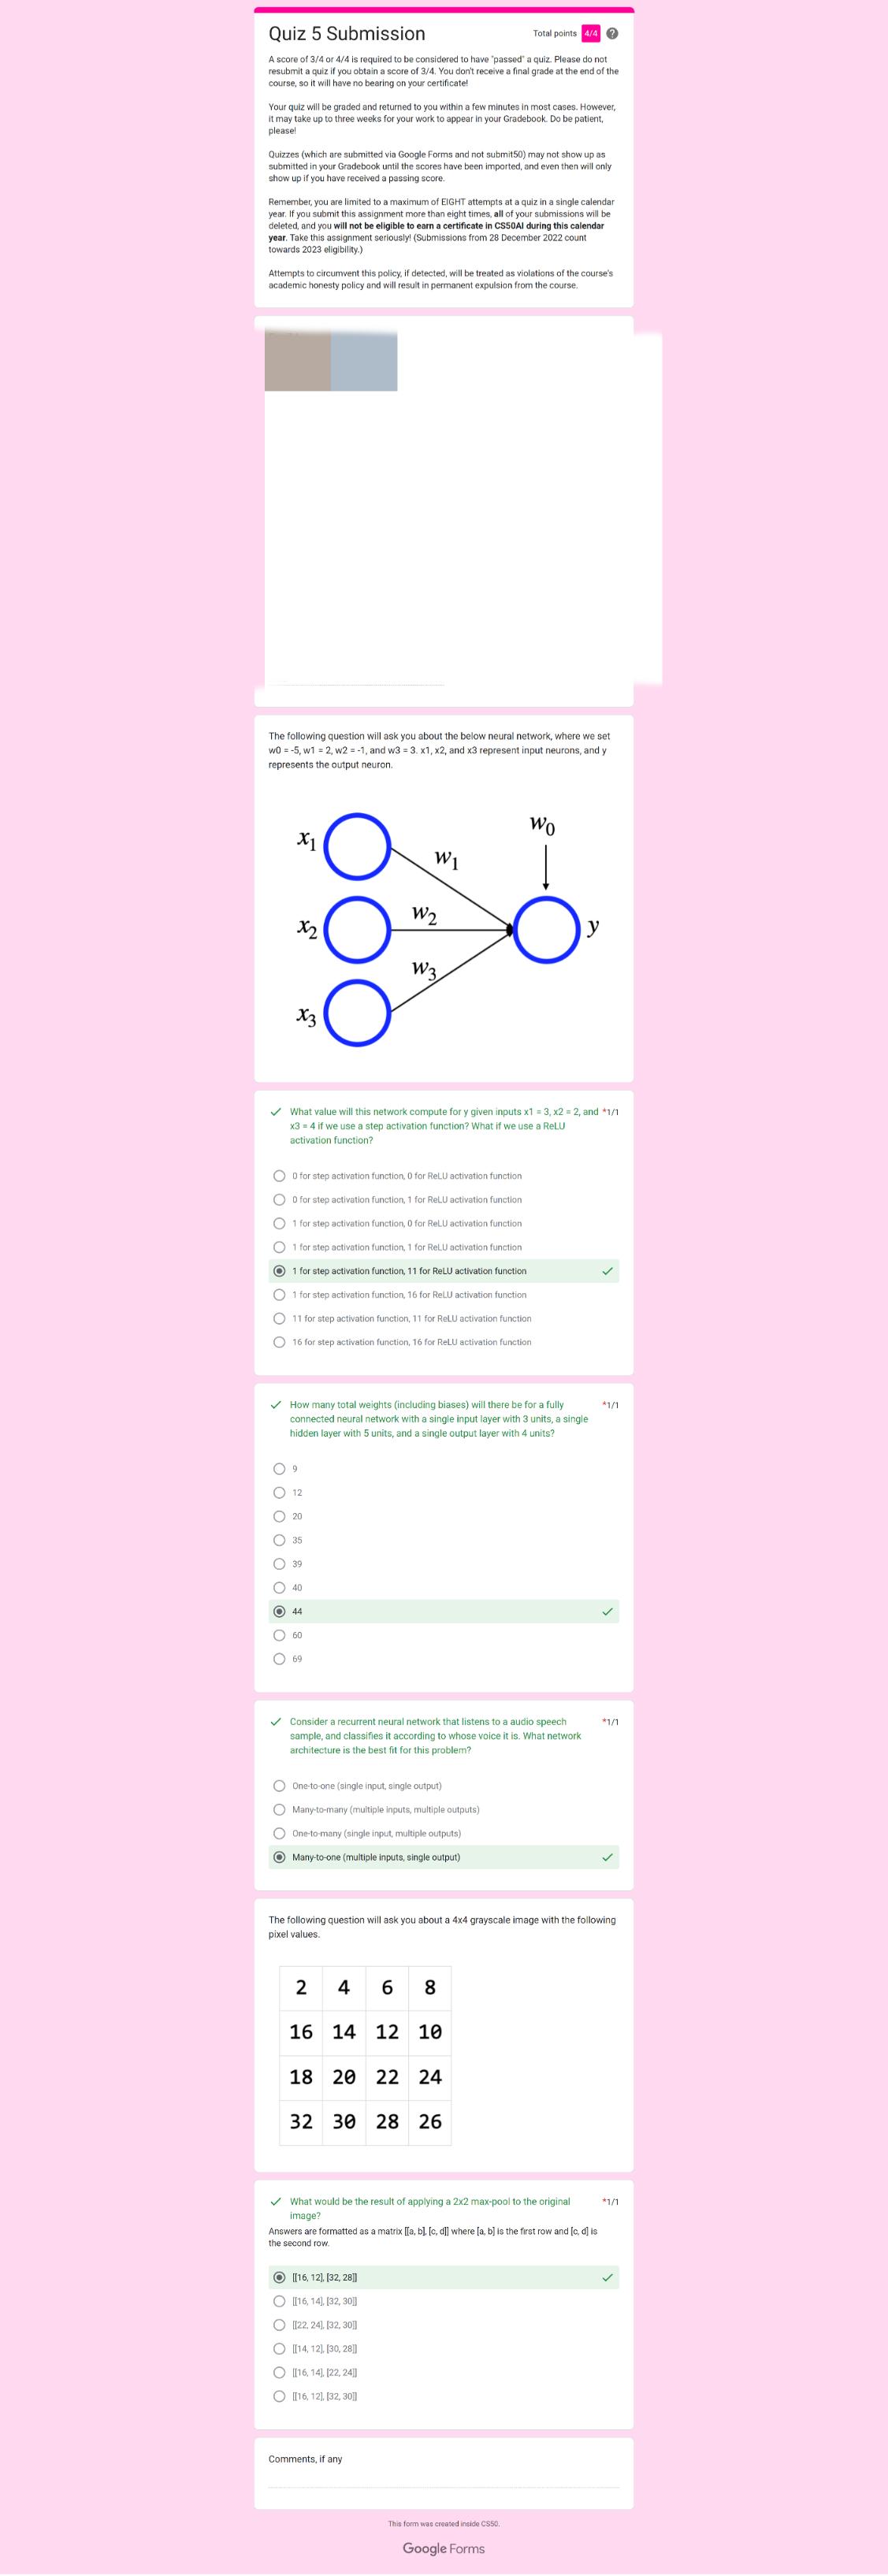 Quiz 5 Submission
Total points 4/4 ?
A score of 3/4 or 4/4 is required to be considered to have "passed" a quiz. Please do not
resubmit a quiz if you obtain a score of 3/4. You don't receive a final grade at the end of the
course, so it will have no bearing on your certificate!
Your quiz will be graded and returned to you within a few minutes in most cases. However,
it may take up to three weeks for your work to appear in your Gradebook. Do be patient,
please!
Quizzes (which are submitted via Google Forms and not submit50) may not show up as
submitted in your Gradebook until the scores have been imported, and even then will only
show up if you have received a passing score.
Remember, you are limited to a maximum of EIGHT attempts at a quiz in a single calendar
year. If you submit this assignment more than eight times, all of your submissions will be
deleted, and you will not be eligible to earn a certificate in CS50AI during this calendar
year. Take this assignment seriously! (Submissions from 28 December 2022 count
towards 2023 eligibility.)
Attempts to circumvent this policy, if detected, will be treated as violations of the course's
academic honesty policy and will result in permanent expulsion from the course.
The following question will ask you about the below neural network, where we set
w0 = -5, w1 = 2, w2 = -1, and w3 = 3. x1, x2, and x3 represent input neurons, and y
represents the output neuron.
x1
w1
w0
x2
w2
y
x3
w3
What value will this network compute for y given inputs x1 = 3, x2 = 2, and *1/1
x3 = 4 if we use a step activation function? What if we use a ReLU
activation function?
0 for step activation function, 0 for ReLU activation function
0 for step activation function, 1 for ReLU activation function
1 for step activation function, 0 for ReLU activation function
1 for step activation function, 1 for ReLU activation function
1 for step activation function, 11 for ReLU activation function
1 for step activation function, 16 for ReLU activation function
11 for step activation function, 11 for ReLU activation function
16 for step activation function, 16 for ReLU activation function
How many total weights (including biases) will there be for a fully *1/1
connected neural network with a single input layer with 3 units, a single
hidden layer with 5 units, and a single output layer with 4 units?
9
12
20
35
39
40
44
60
69
Consider a recurrent neural network that listens to a audio speech *1/1
sample, and classifies it according to whose voice it is. What network
architecture is the best fit for this problem?
One-to-one (single input, single output)
Many-to-many (multiple inputs, multiple outputs)
One-to-many (single input, multiple outputs)
Many-to-one (multiple inputs, single output)
The following question will ask you about a 4x4 grayscale image with the following
pixel values.
2 4 6 8
16 14 12 10
18 20 22 24
32 30 28 26
What would be the result of applying a 2x2 max-pool to the original *1/1
image?
Answers are formatted as a matrix [[a, b], [c, d]] where [a, b] is the first row and [c, d] is
the second row.
[[16, 12], [32, 28]]
[[16, 14], [32, 30]]
[[22, 24], [32, 30]]
[[14, 12], [30, 28]]
[[16, 14], [22, 24]]
[[16, 12], [32, 30]]
Comments, if any
This form was created inside CS50.
Google Forms